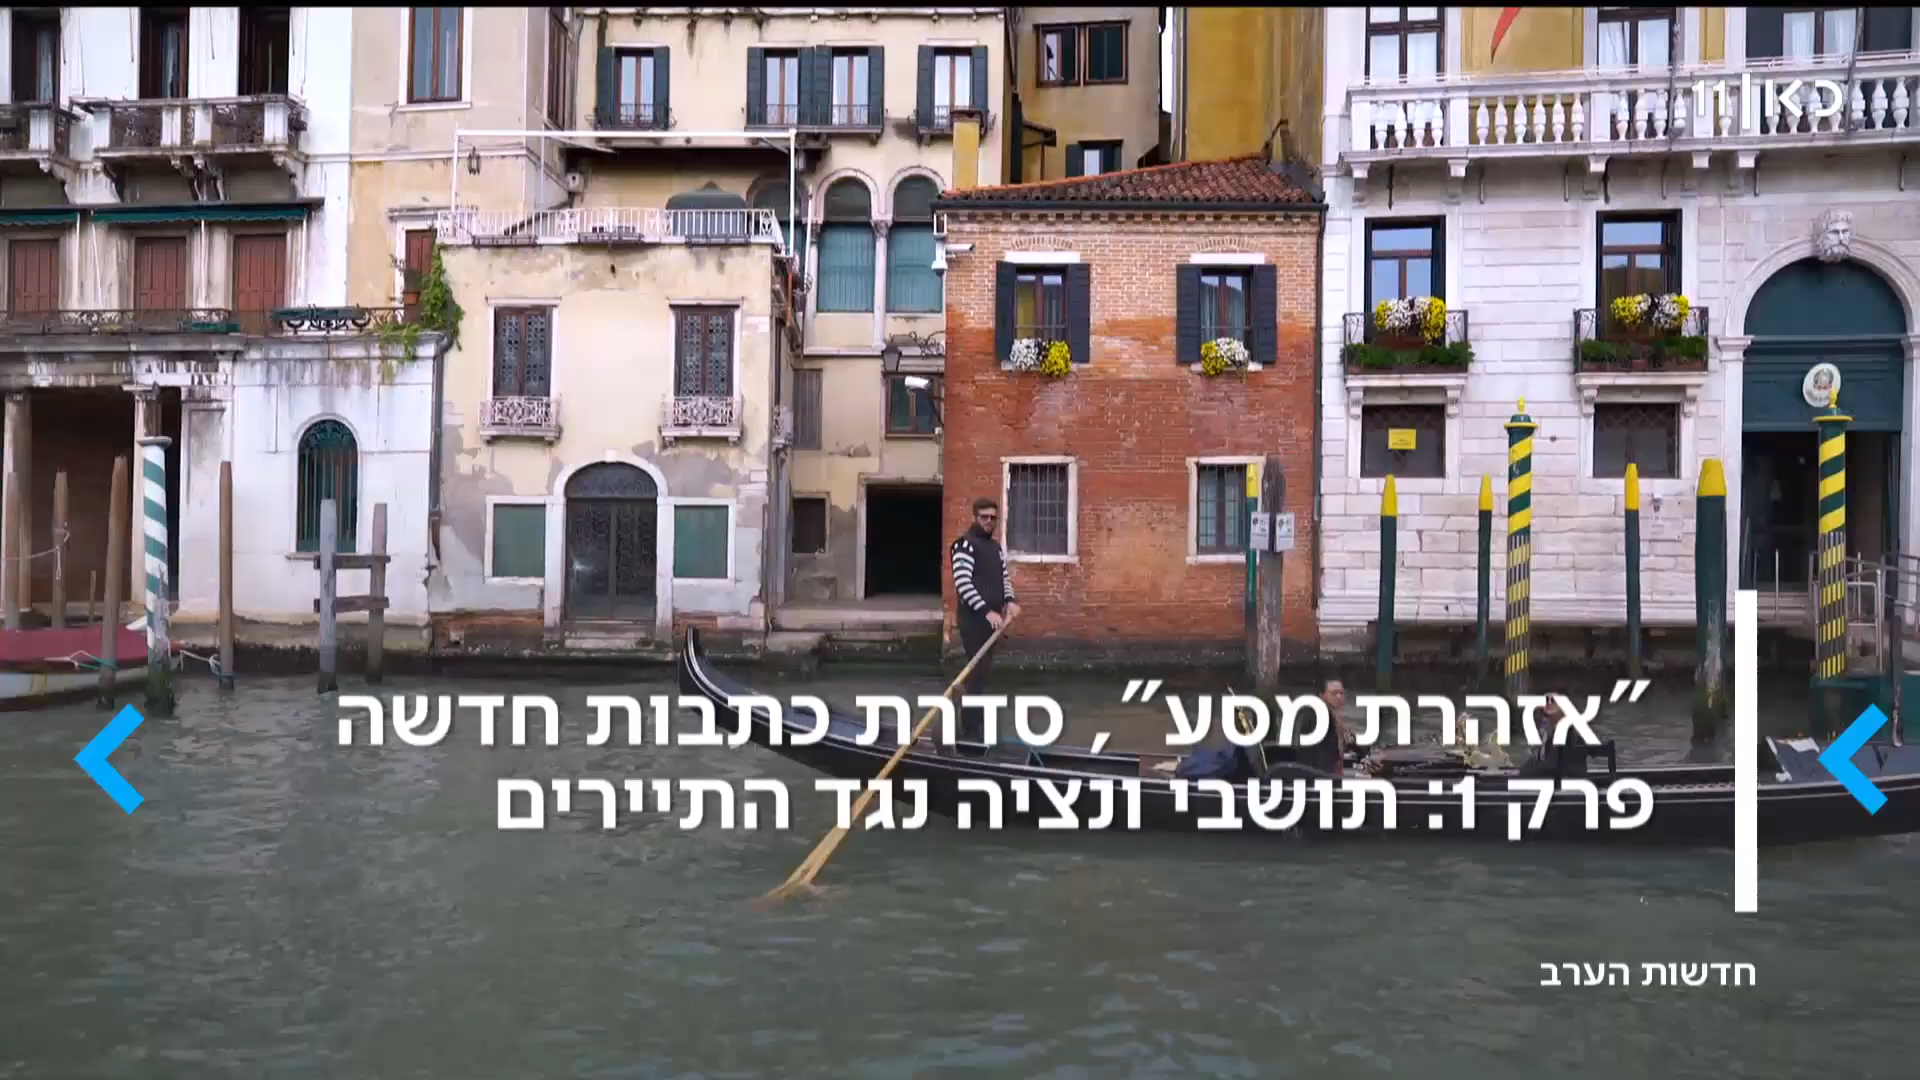 כאן 11
"אזהרת מסע", סדרת כתבות חדשה
פרק 1: תושבי ונציה נגד התיירים
חדשות הערב